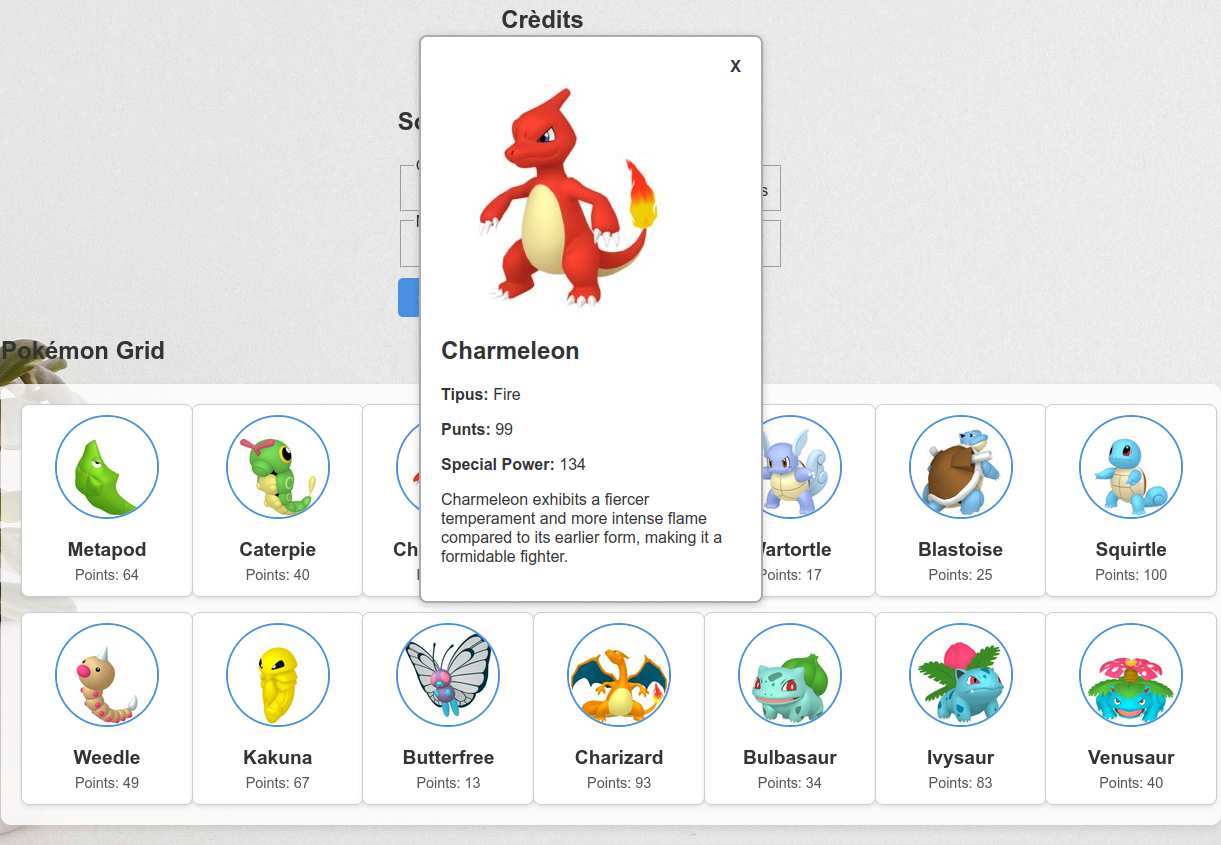 Crèdits
X
Pokémon Grid
Charmeleon
Tipus: Fire
Punts: 99
Special Power: 134
Charmeleon exhibits a fiercer
temperament and more intense flame
compared to its earlier form, making it a
formidable fighter.
Metapod
Points: 64
Caterpie
Points: 40
Points: 17
Blastoise
Points: 25
Squirtle
Points: 100
Weedle
Points: 49
Kakuna
Points: 67
Butterfree
Points: 13
Charizard
Points: 93
Bulbasaur
Points: 34
Ivysaur
Points: 83
Venusaur
Points: 40